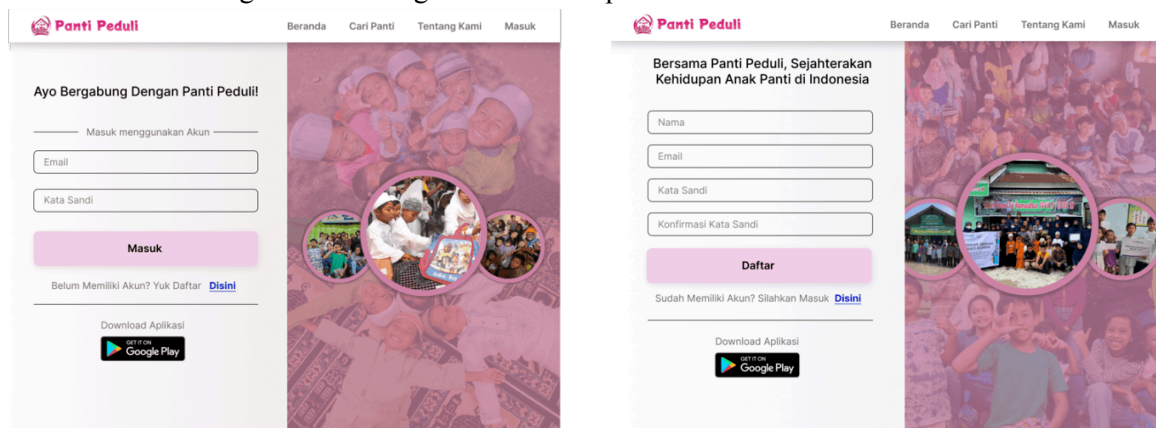 Panti Peduli
Beranda Cari Panti Tentang Kami Masuk
Ayo Bergabung Dengan Panti Peduli!
Masuk menggunakan Akun
Email
Kata Sandi
Masuk
Belum Memiliki Akun? Yuk Daftar Disini
Download Aplikasi
GET IT ON
Google Play
Panti Peduli
Beranda Cari Panti Tentang Kami Masuk
Bersama Panti Peduli, Sejahterakan
Kehidupan Anak Panti di Indonesia
Nama
Email
Kata Sandi
Konfirmasi Kata Sandi
Daftar
Sudah Memiliki Akun? Silahkan Masuk Disini
Download Aplikasi
GET IT ON
Google Play